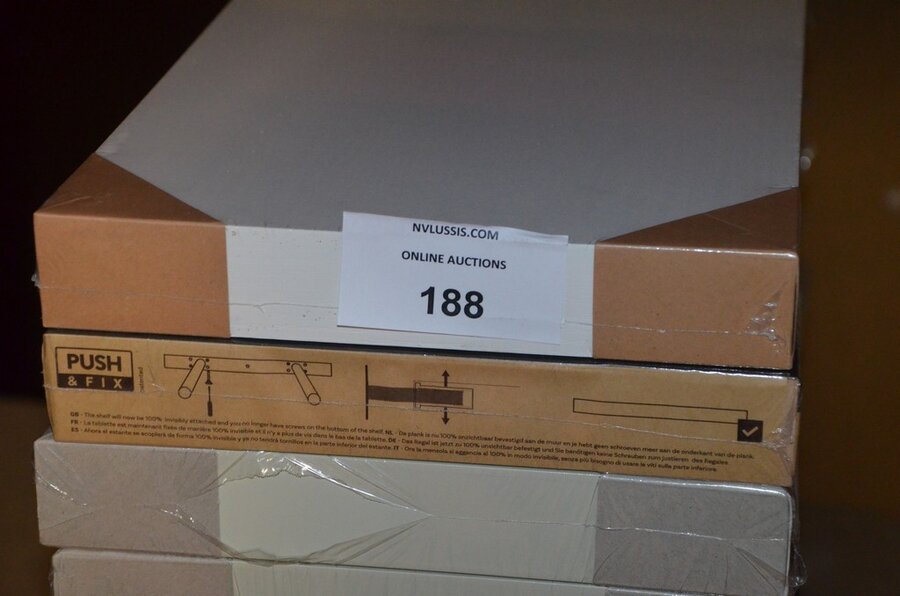 NVLUSSIS.COM
ONLINE AUCTIONS
188
PUSH
& FIX
GB - The shelf will now be 100% invisibly attached and you no longer have screws on the bottom of the shelf. NL - De plank is nu 100% onzichtbaar bevestigd aan de muur en je hebt geen schroeven meer aan de onderkant van de plank.
FR - La tablette est maintenant fixée de manière 100% invisible et il n'y a plus de vis dans le bas de la tablette. DE - Das Regal ist jetzt zu 100% unsichtbar befestigt und Sie benötigen keine Schrauben zum justieren des Regales
ES - Ahora el estante se acoplará de forma 100% invisible y ya no tendrá tornillos en la parte inferior del estante. IT - Ora la mensola si aggancia al 100% in modo invisibile, senza più bisogno di usare le viti sulla parte inferiore.